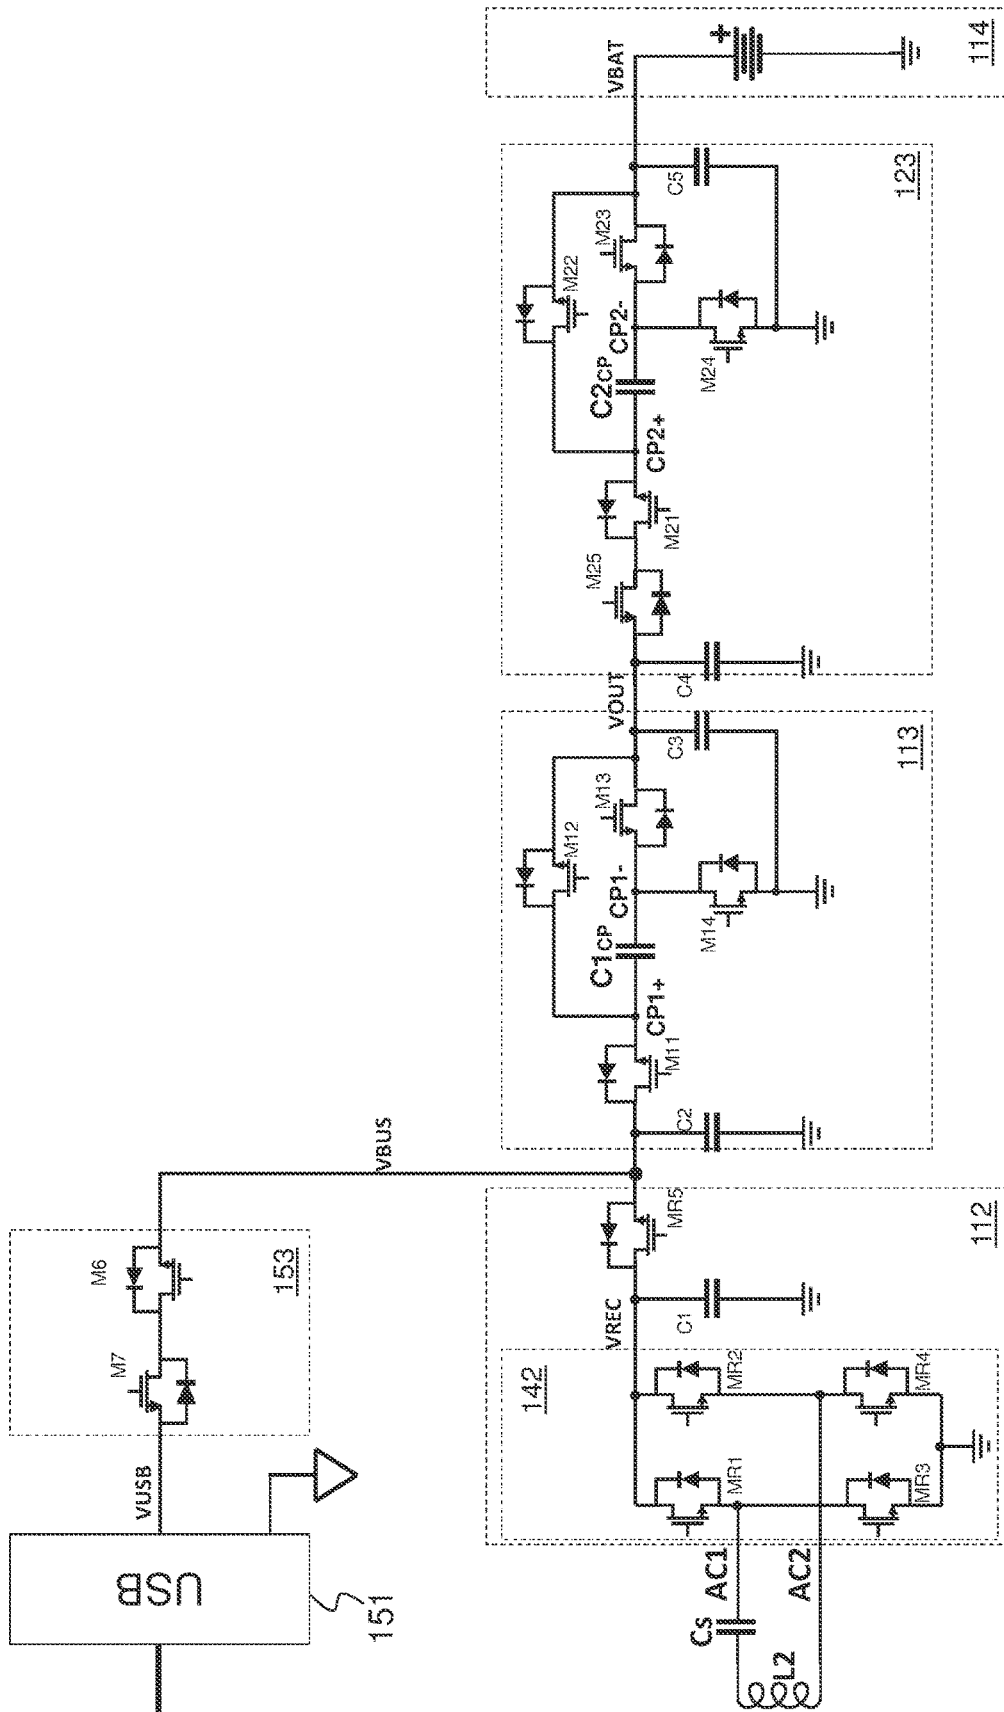 USB
151
VUSB
M7
M6
153
VBUS
L2
CS
AC1
AC2
142
MR1
MR2
MR3
MR4
VREC
C1
MR5
112
C2
M11
CP1+
C1CP
CP1-
M12
M13
M14
C3
113
VOUT
C4
M25
M21
CP2+
C2CP
CP2-
M22
M23
M24
C5
123
VBAT
+
114